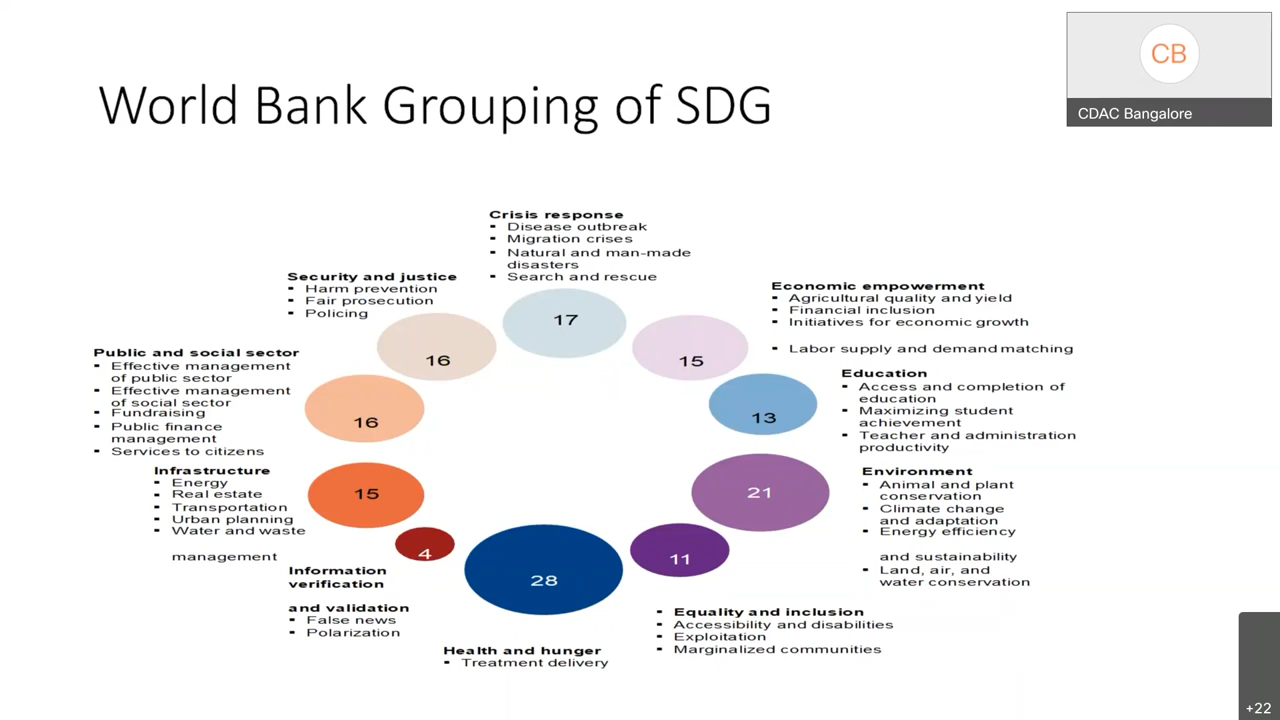 World Bank Grouping of SDG
CB
CDAC Bangalore
Crisis response
▪ Disease outbreak
▪ Migration crises
▪ Natural and man-made
disasters
▪ Search and rescue
17
Economic empowerment
▪ Agricultural quality and yield
▪ Financial inclusion
▪ Initiatives for economic growth
▪ Labor supply and demand matching
15
Education
▪ Access and completion of
education
▪ Maximizing student
achievement
▪ Teacher and administration
productivity
13
Environment
▪ Animal and plant
conservation
▪ Climate change
and adaptation
▪ Energy efficiency
and sustainability
▪ Land, air, and
water conservation
21
▪ Equality and inclusion
▪ Accessibility and disabilities
▪ Exploitation
▪ Marginalized communities
11
Health and hunger
▪ Treatment delivery
28
Information
verification
and validation
▪ False news
▪ Polarization
4
Infrastructure
▪ Energy
▪ Real estate
▪ Transportation
▪ Urban planning
▪ Water and waste
management
15
Public and social sector
▪ Effective management
of public sector
▪ Effective management
of social sector
▪ Fundraising
▪ Public finance
management
▪ Services to citizens
16
Security and justice
▪ Harm prevention
▪ Fair prosecution
▪ Policing
16
+22